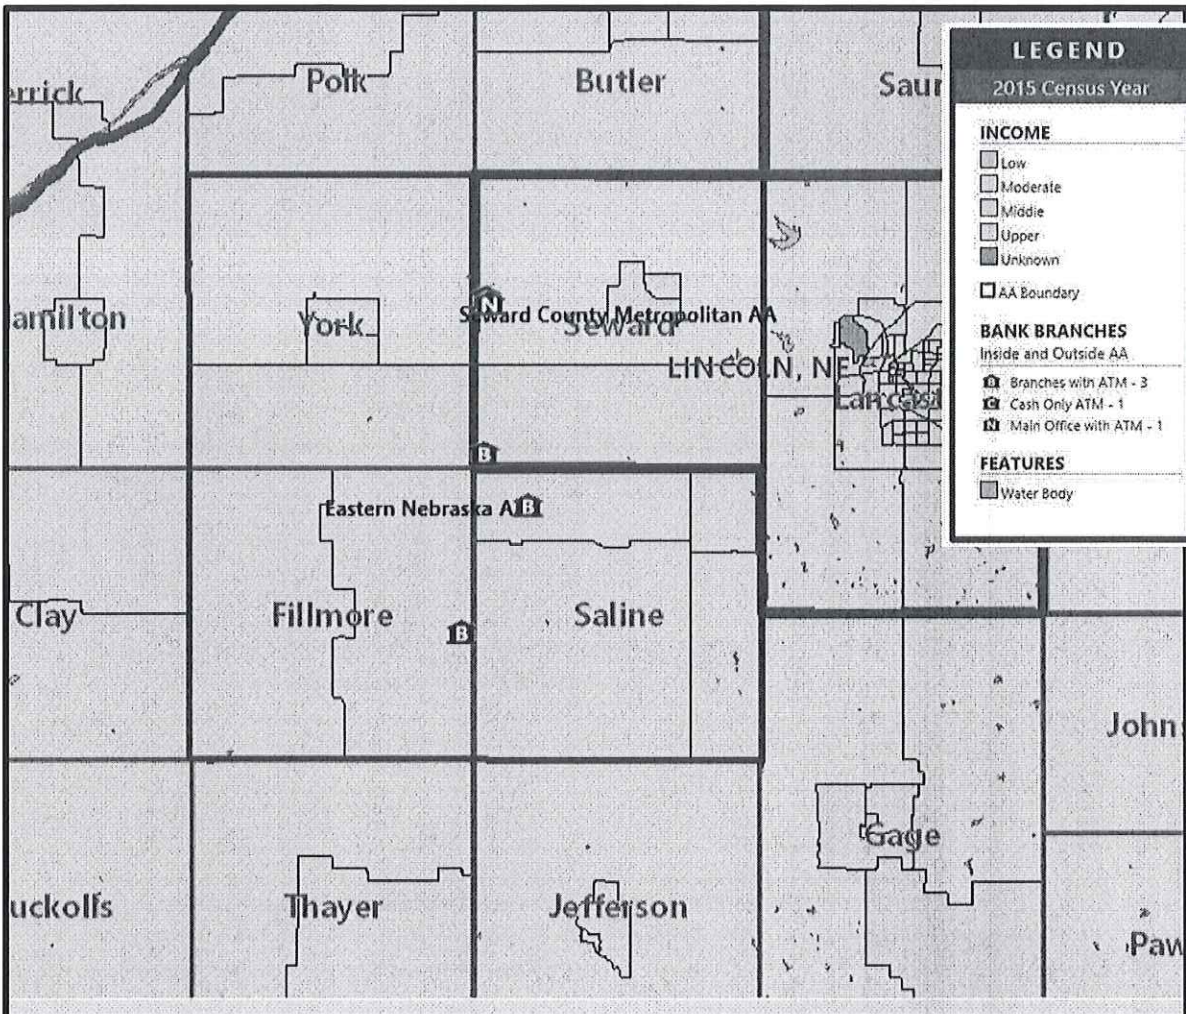 Polk
Butler
Saur
errick
LEGEND
2015 Census Year
INCOME
Low
Moderate
Middle
Upper
Unknown
AA Boundary
BANK BRANCHES
Inside and Outside AA
B Branches with ATM - 3
C Cash Only ATM - 1
N Main Office with ATM - 1
FEATURES
Water Body
amilton
York
N
Seward County Metropolitan AA
Seward
LINCOLN, NE
Lancast
B
Eastern Nebraska A
B
Clay
Fillmore
Saline
B
Johns
Gage
uckolls
Thayer
Jefferson
Paw